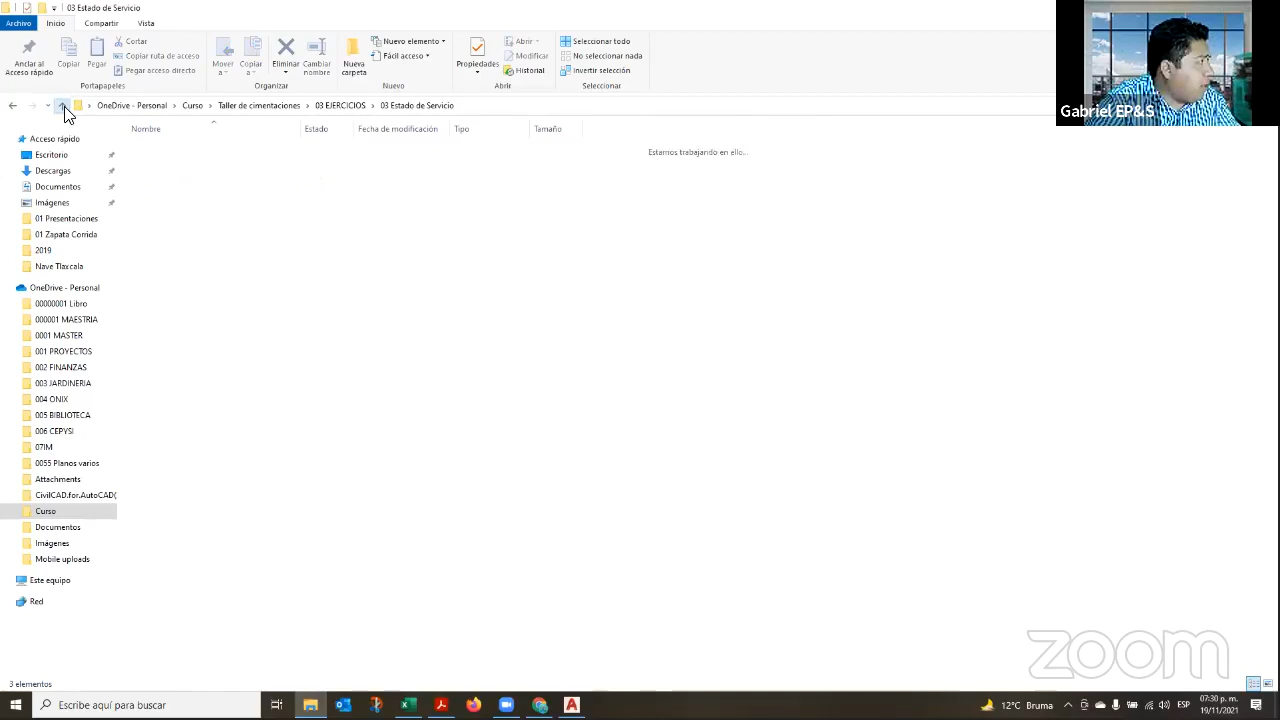 03 Estado de Servicio
Archivo Inicio Compartir Vista
Anclar al Acceso rápido
Copiar
Pegar
Cortar
Copiar ruta de acceso
Pegar acceso directo
Portapapeles
Mover a
Copiar a
Eliminar
Cambiar nombre
Organizar
Nueva carpeta
Nuevo elemento
Fácil acceso
Nuevo
Propiedades
Abrir
Modificar
Historial
Abrir
Seleccionar todo
No seleccionar nada
Invertir selección
Seleccionar
OneDrive - Personal > Curso > Taller de cimentaciones > 03 EJERCICIOS > 03 Estado de Servicio
Gabriel EP&S
Nombre Estado Fecha de modificación Tipo Tamaño
Estamos trabajando en ello...
Acceso rápido
Escritorio
Descargas
Documentos
Imágenes
01 Presentaciones
01 Zapata Corrida
2019
Nave Tlaxcala
OneDrive - Personal
00000001 Libro
000001 MAESTRIA
0001 MASTER
001 PROYECTOS
002 FINANZAS
003 JARDINERIA
004 ONIX
005 BIBLIOTECA
006 CEPYSI
07IM
0055 Planos varios
Attachments
CivilCAD.for.AutoCAD(
Curso
Documentos
Imágenes
Mobile uploads
Este equipo
Red
zoom
3 elementos
Escribe aquí para buscar
12°C Bruma
ESP
07:30 p. m.
19/11/2021